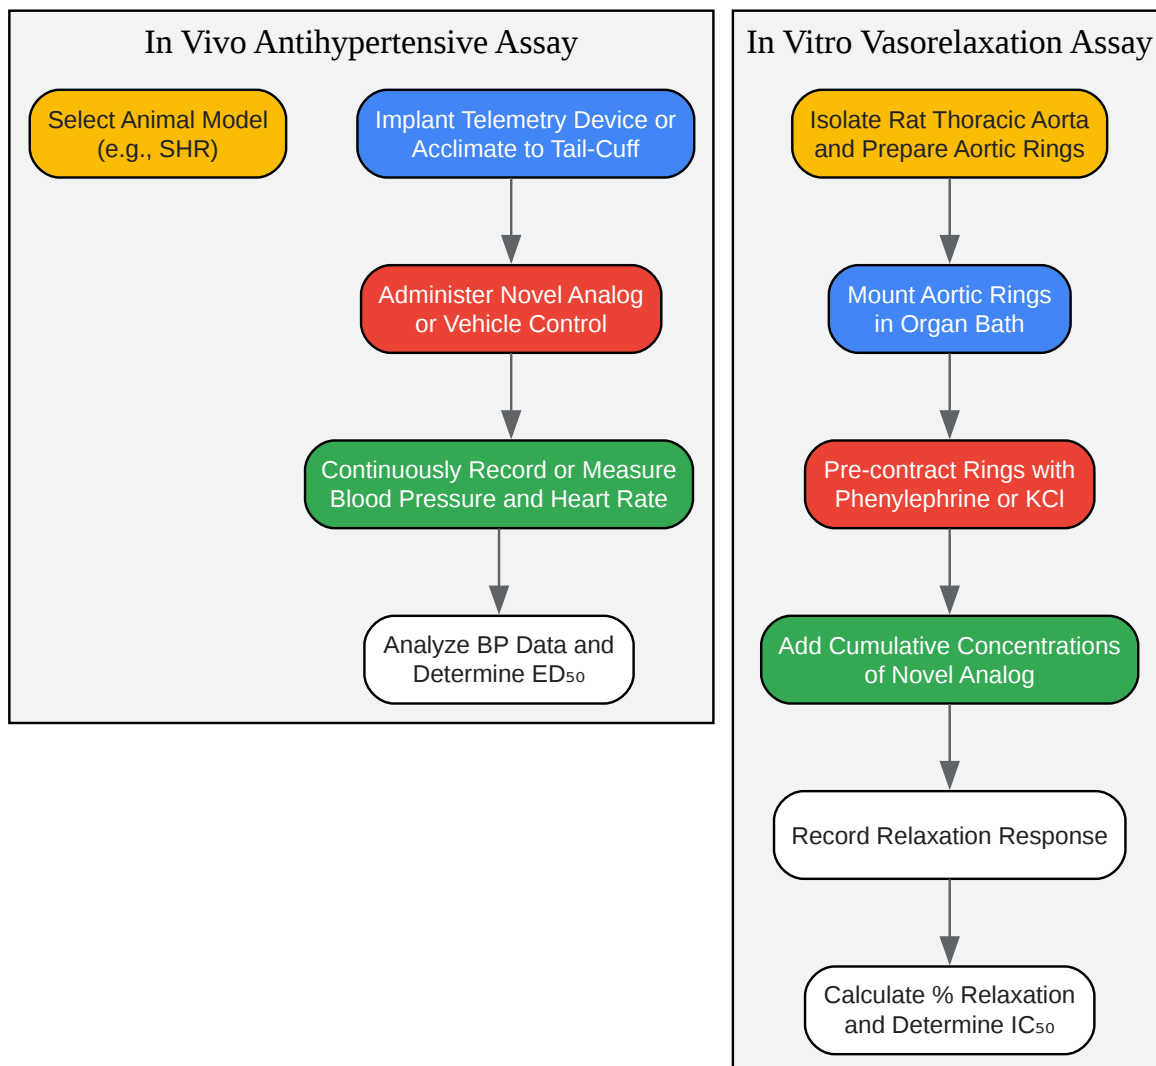 In Vivo Antihypertensive Assay
Select Animal Model
(e.g., SHR)
Implant Telemetry Device or
Acclimate to Tail-Cuff
Administer Novel Analog
or Vehicle Control
Continuously Record or Measure
Blood Pressure and Heart Rate
Analyze BP Data and
Determine ED₅₀
In Vitro Vasorelaxation Assay
Isolate Rat Thoracic Aorta
and Prepare Aortic Rings
Mount Aortic Rings
in Organ Bath
Pre-contract Rings with
Phenylephrine or KCl
Add Cumulative Concentrations
of Novel Analog
Record Relaxation Response
Calculate % Relaxation
and Determine IC₅₀